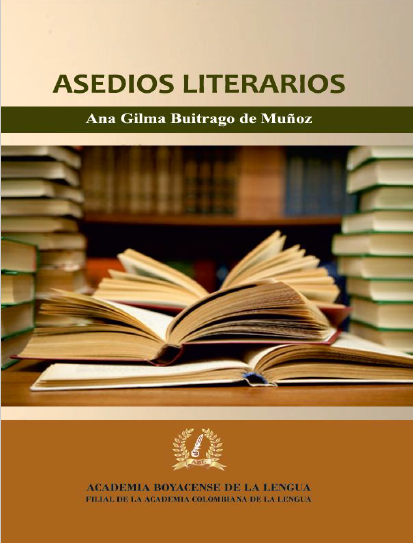 ASEDIOS LITERARIOS
Ana Gilma Buitrago de Muñoz
ABL
ACADEMIA BOYACENSE DE LA LENGUA
FILIAL DE LA ACADEMIA COLOMBIANA DE LA LENGUA